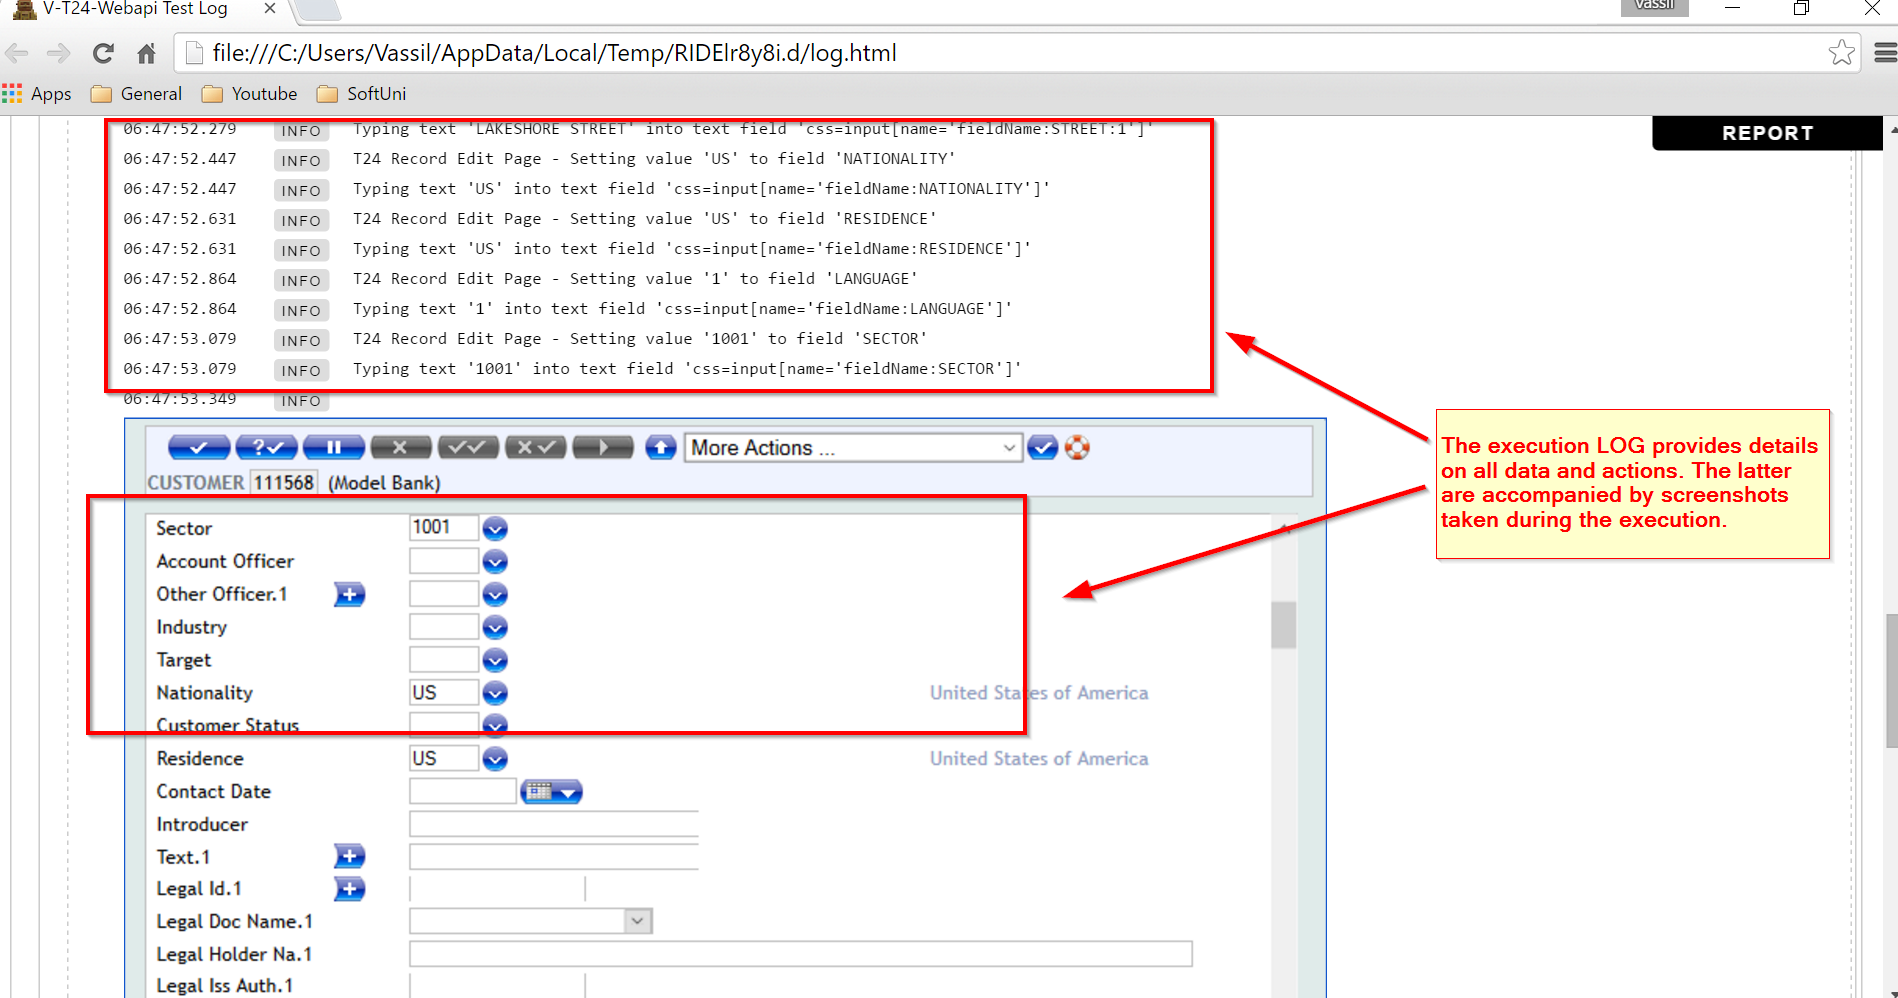 V-T24-Webapi Test Log
Vassil
file:///C:/Users/Vassil/AppData/Local/Temp/RIDElr8y8i.d/log.html
Apps General Youtube SoftUni
REPORT
06:47:52.279 INFO Typing text 'LAKESHORE STREET' into text field 'css=input[name='fieldName:STREET:1']'
06:47:52.447 INFO T24 Record Edit Page - Setting value 'US' to field 'NATIONALITY'
06:47:52.447 INFO Typing text 'US' into text field 'css=input[name='fieldName:NATIONALITY']'
06:47:52.631 INFO T24 Record Edit Page - Setting value 'US' to field 'RESIDENCE'
06:47:52.631 INFO Typing text 'US' into text field 'css=input[name='fieldName:RESIDENCE']'
06:47:52.864 INFO T24 Record Edit Page - Setting value '1' to field 'LANGUAGE'
06:47:52.864 INFO Typing text '1' into text field 'css=input[name='fieldName:LANGUAGE']'
06:47:53.079 INFO T24 Record Edit Page - Setting value '1001' to field 'SECTOR'
06:47:53.079 INFO Typing text '1001' into text field 'css=input[name='fieldName:SECTOR']'
06:47:53.349 INFO
The execution LOG provides details
on all data and actions. The latter
are accompanied by screenshots
taken during the execution.
More Actions ...
CUSTOMER 111568 (Model Bank)
Sector 1001
Account Officer
Other Officer.1
Industry
Target
Nationality US United States of America
Customer Status
Residence US United States of America
Contact Date
Introducer
Text.1
Legal Id.1
Legal Doc Name.1
Legal Holder Na.1
Legal Iss Auth.1